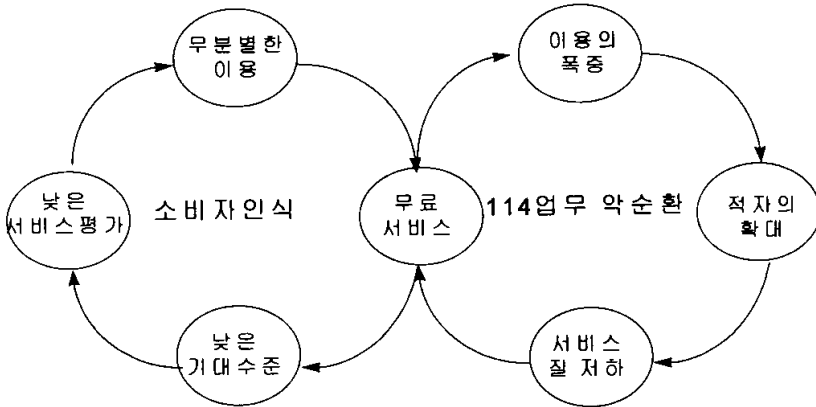 무분별한
이용
이용의
폭증
낮은
서비스평가
소비자인식
무료
서비스
114업무 악순환
적자의
확대
낮은
기대수준
서비스
질 저하